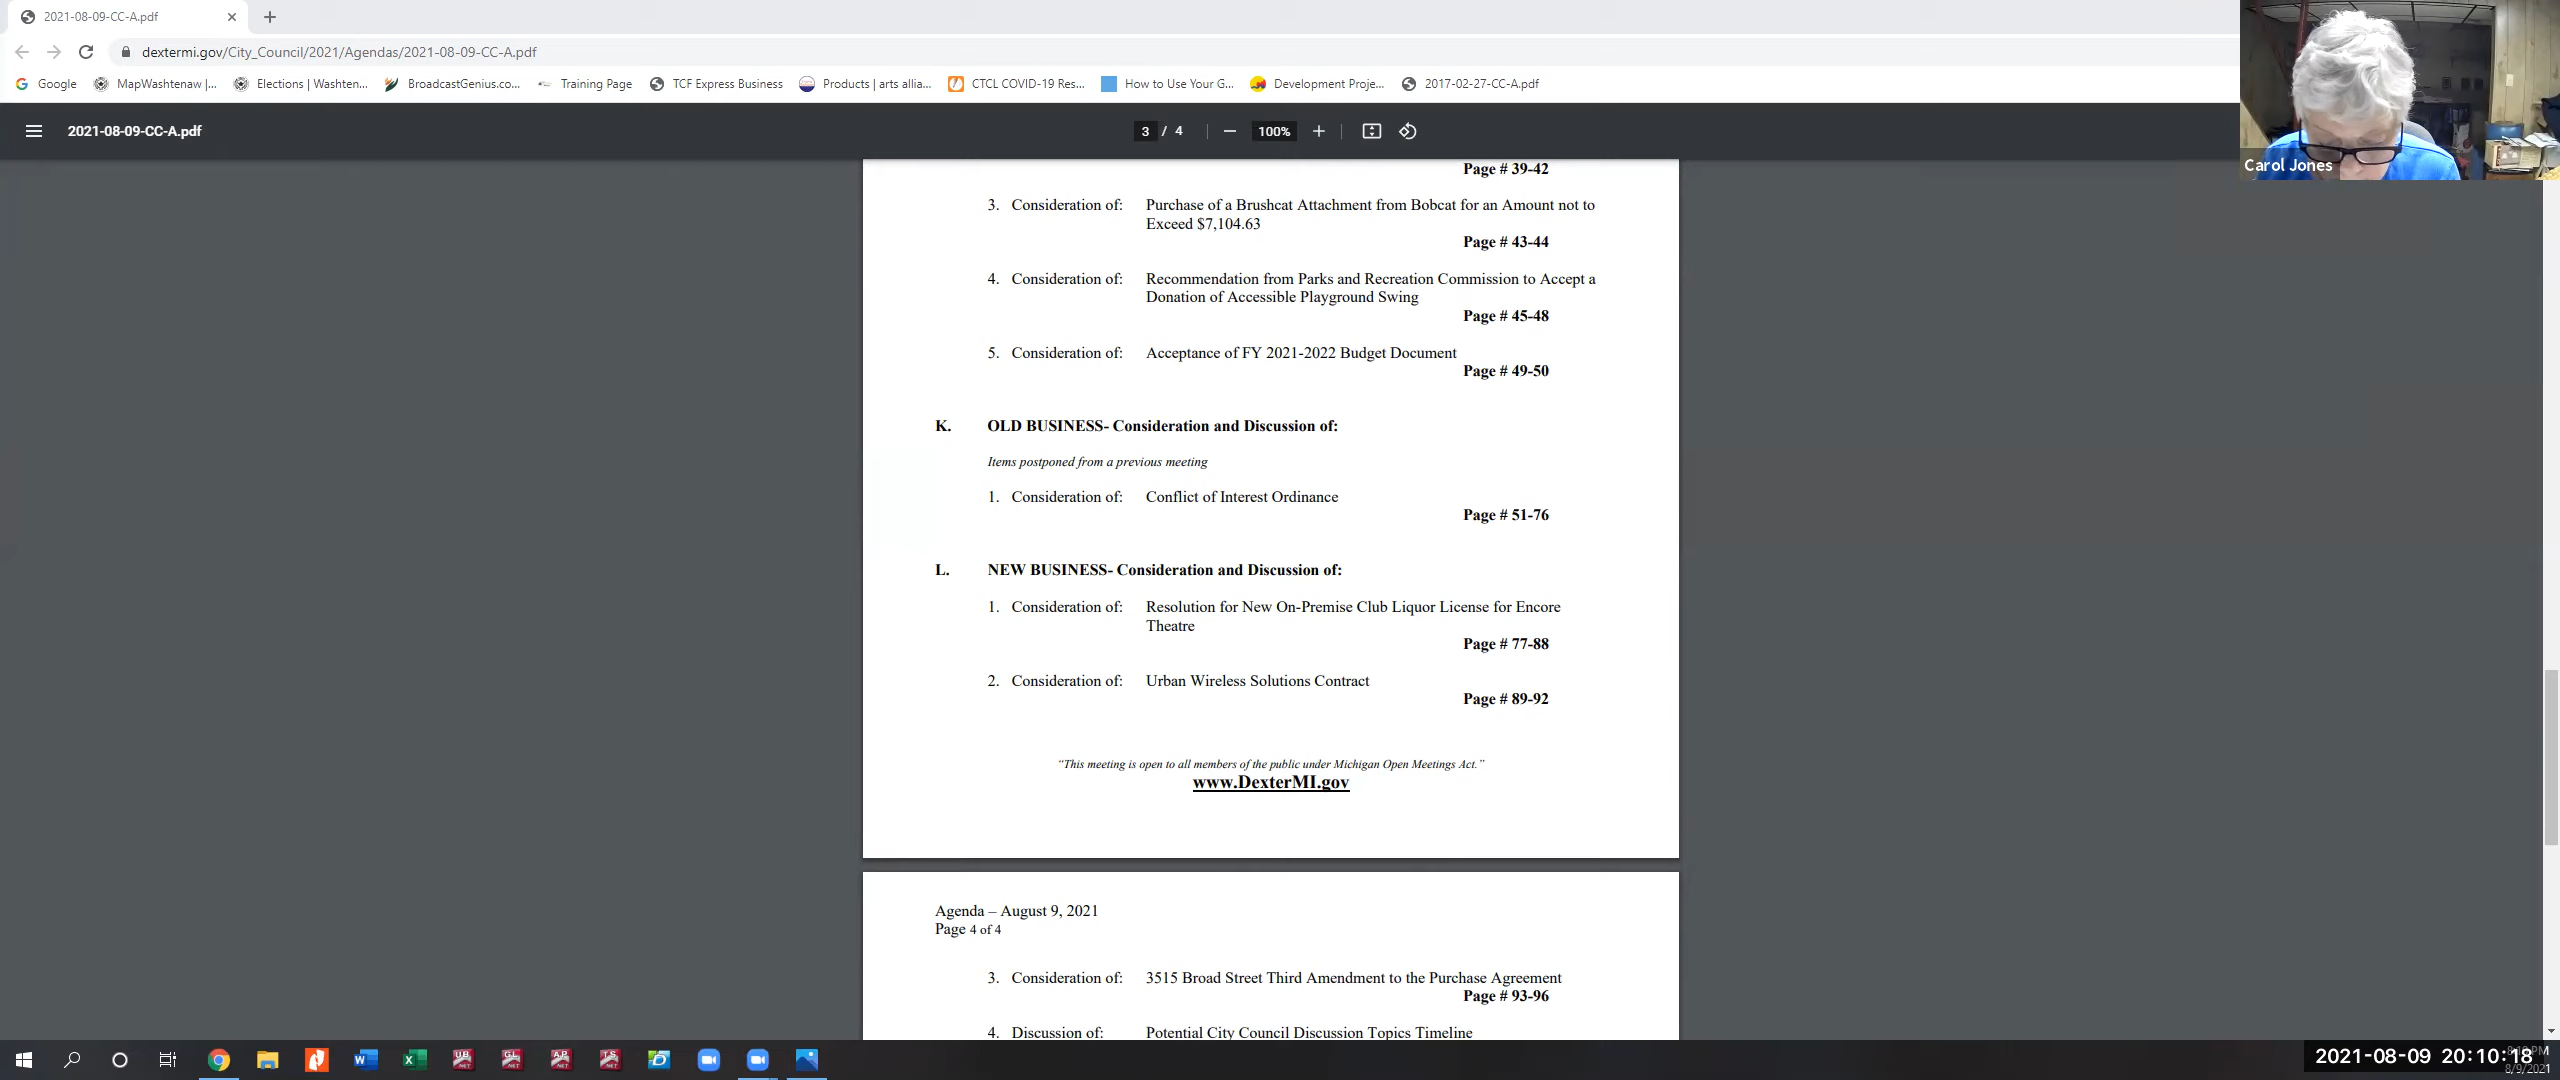 2021-08-09-CC-A.pdf
dextermi.gov/City_Council/2021/Agendas/2021-08-09-CC-A.pdf
Google MapWashtenaw |... Elections | Washten... BroadcastGenius.co... Training Page TCF Express Business Products | arts allia... CTCL COVID-19 Res... How to Use Your G... Development Proje... 2017-02-27-CC-A.pdf
2021-08-09-CC-A.pdf 3 / 4 100%
Carol Jones
Page # 39-42
3. Consideration of: Purchase of a Brushcat Attachment from Bobcat for an Amount not to
Exceed $7,104.63
Page # 43-44
4. Consideration of: Recommendation from Parks and Recreation Commission to Accept a
Donation of Accessible Playground Swing
Page # 45-48
5. Consideration of: Acceptance of FY 2021-2022 Budget Document
Page # 49-50
K. OLD BUSINESS- Consideration and Discussion of:
Items postponed from a previous meeting
1. Consideration of: Conflict of Interest Ordinance
Page # 51-76
L. NEW BUSINESS- Consideration and Discussion of:
1. Consideration of: Resolution for New On-Premise Club Liquor License for Encore
Theatre
Page # 77-88
2. Consideration of: Urban Wireless Solutions Contract
Page # 89-92
“This meeting is open to all members of the public under Michigan Open Meetings Act.”
www.DexterMI.gov
Agenda – August 9, 2021
Page 4 of 4
3. Consideration of: 3515 Broad Street Third Amendment to the Purchase Agreement
Page # 93-96
4. Discussion of: Potential City Council Discussion Topics Timeline
2021-08-09 20:10:18
8/9/2021